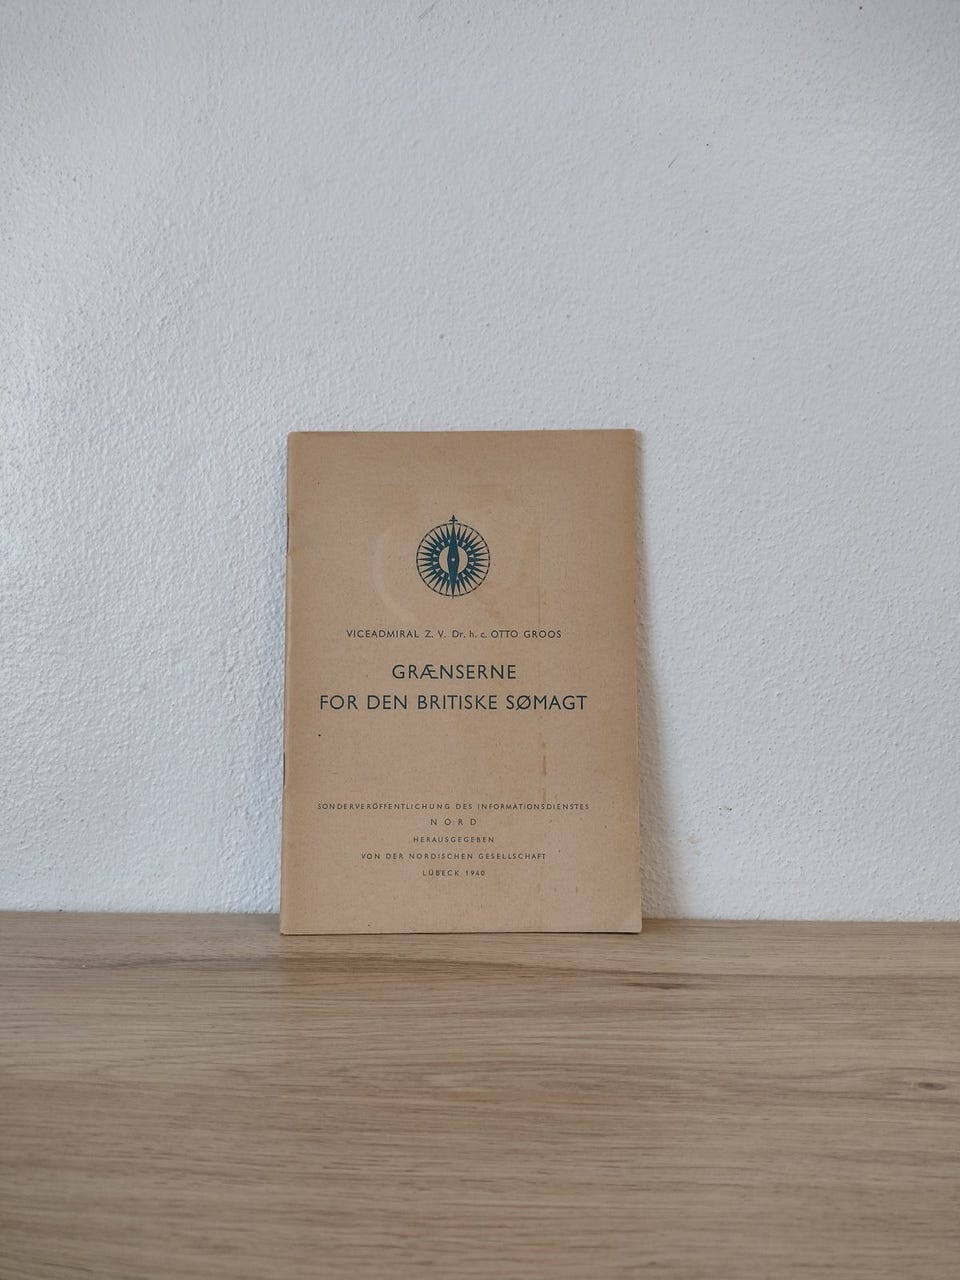 VICEADMIRAL Z. V. Dr. h. c. OTTO GROOS
GRÆNSERNE
FOR DEN BRITISKE SØMAGT
SONDERVERÖFFENTLICHUNG DES INFORMATIONSDIENSTES
NORD
HERAUSGEGEBEN
VON DER NORDISCHEN GESELLSCHAFT
LÜBECK 1940